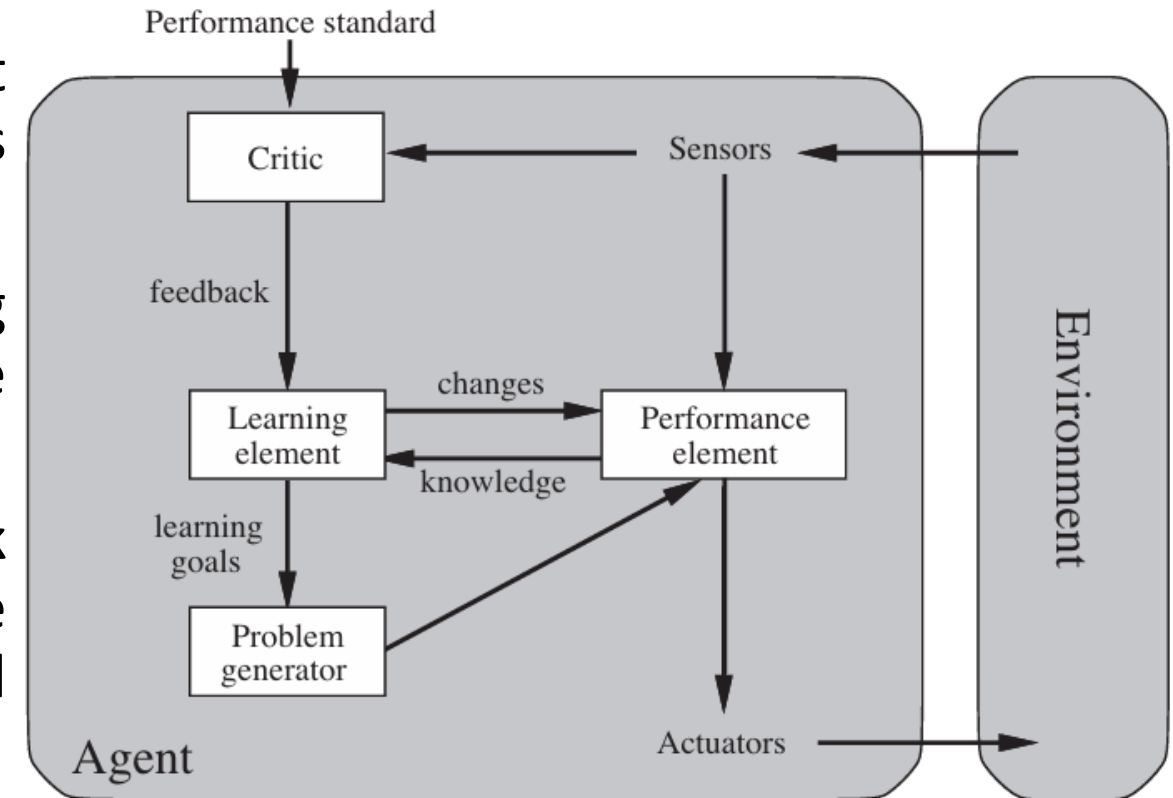 Performance standard
Critic
Sensors
feedback
changes
Learning
element
Performance
element
knowledge
learning
goals
Problem
generator
Actuators
Agent
Environment